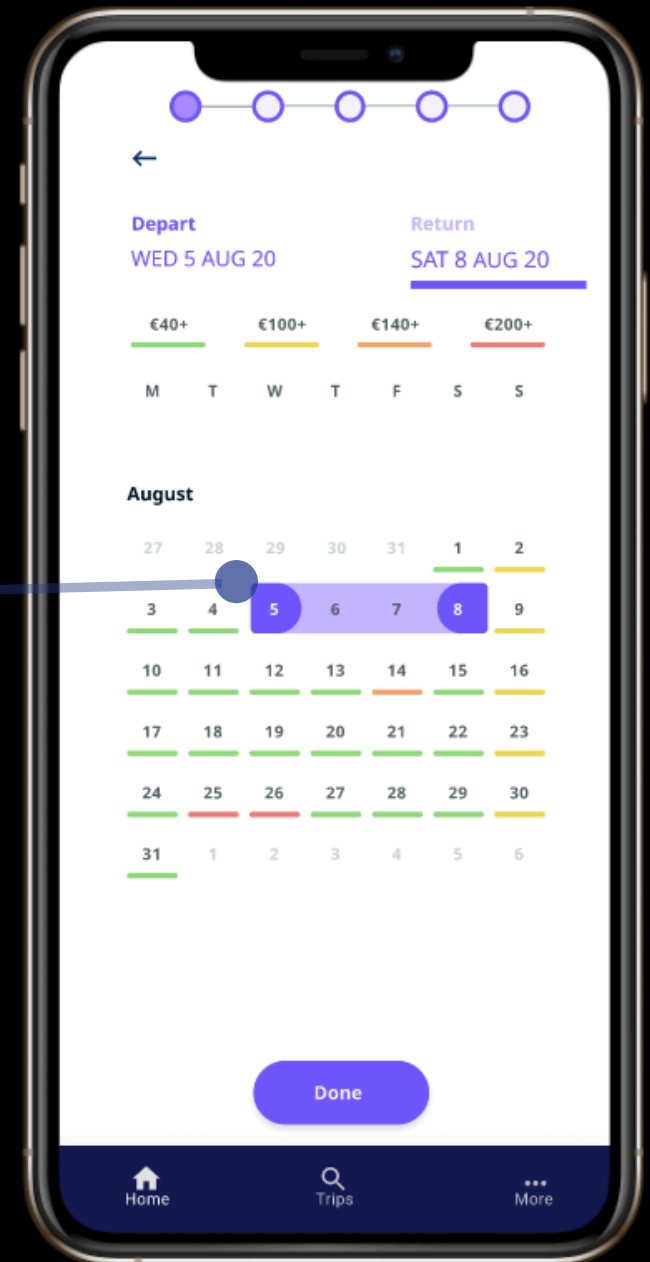 Depart Return
WED 5 AUG 20 SAT 8 AUG 20
€40+ €100+ €140+ €200+
M T W T F S S
August
27 28 29 30 31 1 2
3 4 5 6 7 8 9
10 11 12 13 14 15 16
17 18 19 20 21 22 23
24 25 26 27 28 29 30
31 1 2 3 4 5 6
Done
Home Trips More